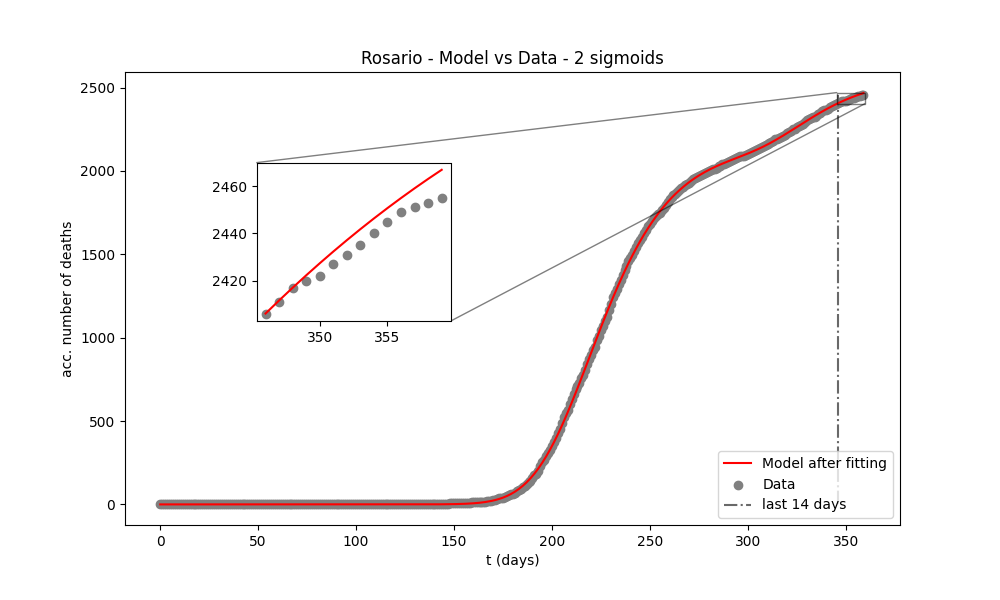 Rosario - Model vs Data - 2 sigmoids
2500
2000
1500
1000
500
0
acc. number of deaths
2460
2440
2420
350 355
Model after fitting
Data
last 14 days
0 50 100 150 200 250 300 350
t (days)